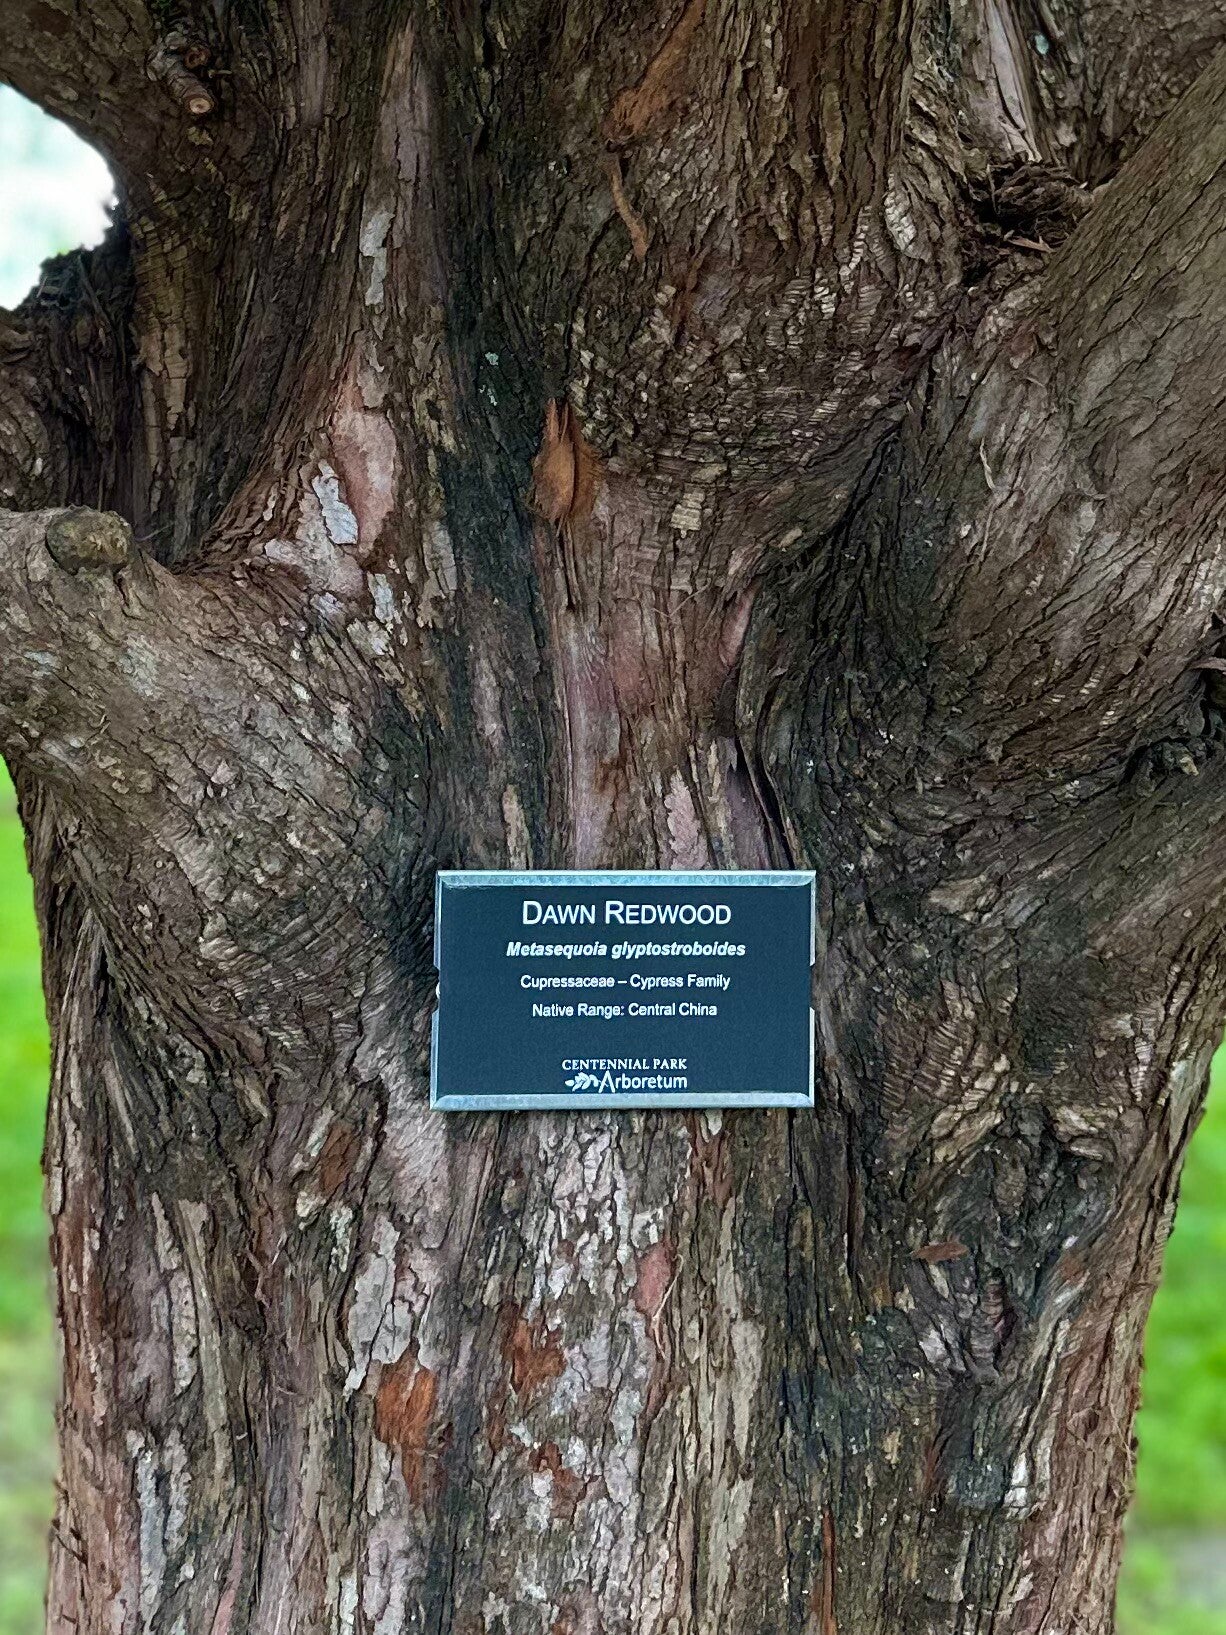 DAWN REDWOOD
Metasequoia glyptostroboides
Cupressaceae – Cypress Family
Native Range: Central China
CENTENNIAL PARK
Arboretum